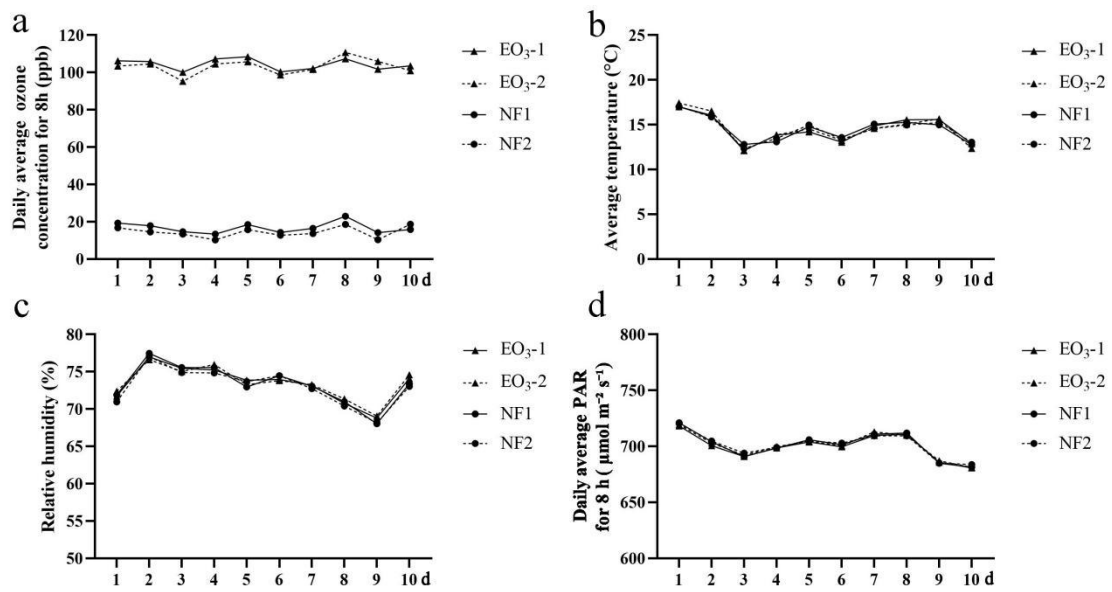 a
Daily average ozone
concentration for 8h (ppb)
120
100
80
60
40
20
0
1 2 3 4 5 6 7 8 9 10 d
EO₃-1
EO₃-2
NF1
NF2
b
Average temperature (°C)
25
20
15
10
5
0
1 2 3 4 5 6 7 8 9 10 d
EO₃-1
EO₃-2
NF1
NF2
c
Relative humidity (%)
80
75
70
65
60
55
50
1 2 3 4 5 6 7 8 9 10 d
EO₃-1
EO₃-2
NF1
NF2
d
Daily average PAR
for 8 h ( μmol m⁻² s⁻¹)
800
750
700
650
600
1 2 3 4 5 6 7 8 9 10 d
EO₃-1
EO₃-2
NF1
NF2